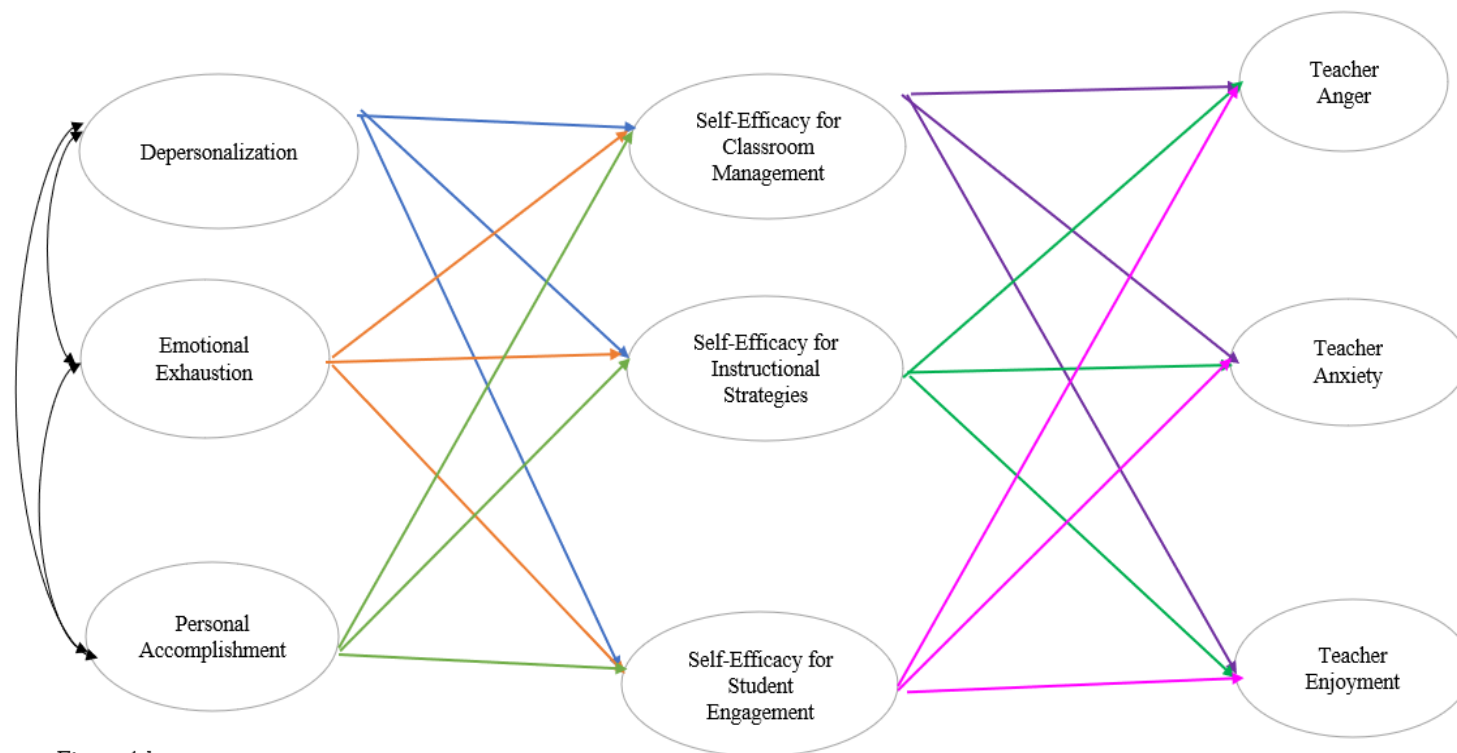 Teacher
Anger
Self-Efficacy for
Classroom
Management
Depersonalization
Self-Efficacy for
Instructional
Strategies
Teacher
Anxiety
Emotional
Exhaustion
Personal
Accomplishment
Self-Efficacy for
Student
Engagement
Teacher
Enjoyment